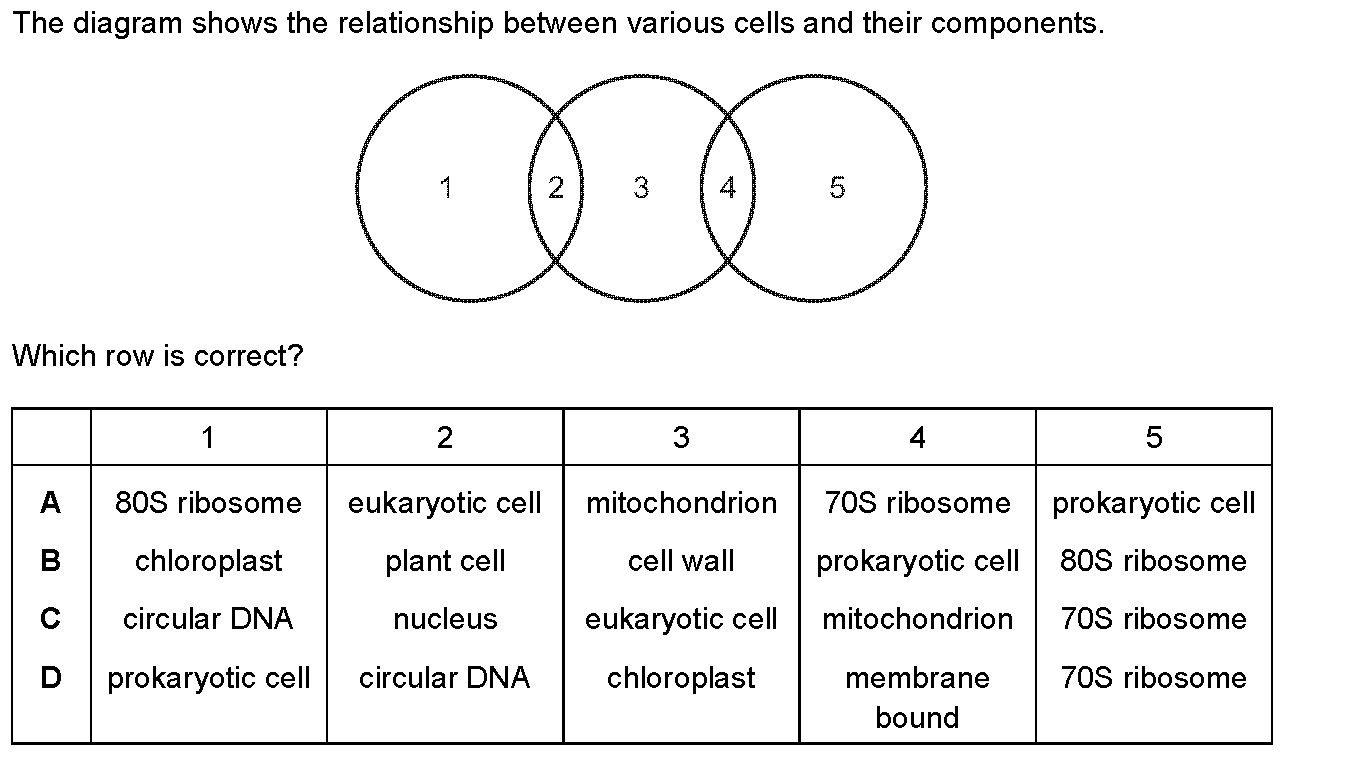 The diagram shows the relationship between various cells and their components.
1 2 3 4 5
Which row is correct?
1 2 3 4 5
A 80S ribosome eukaryotic cell mitochondrion 70S ribosome prokaryotic cell
B chloroplast plant cell cell wall prokaryotic cell 80S ribosome
C circular DNA nucleus eukaryotic cell mitochondrion 70S ribosome
D prokaryotic cell circular DNA chloroplast membrane 70S ribosome
bound